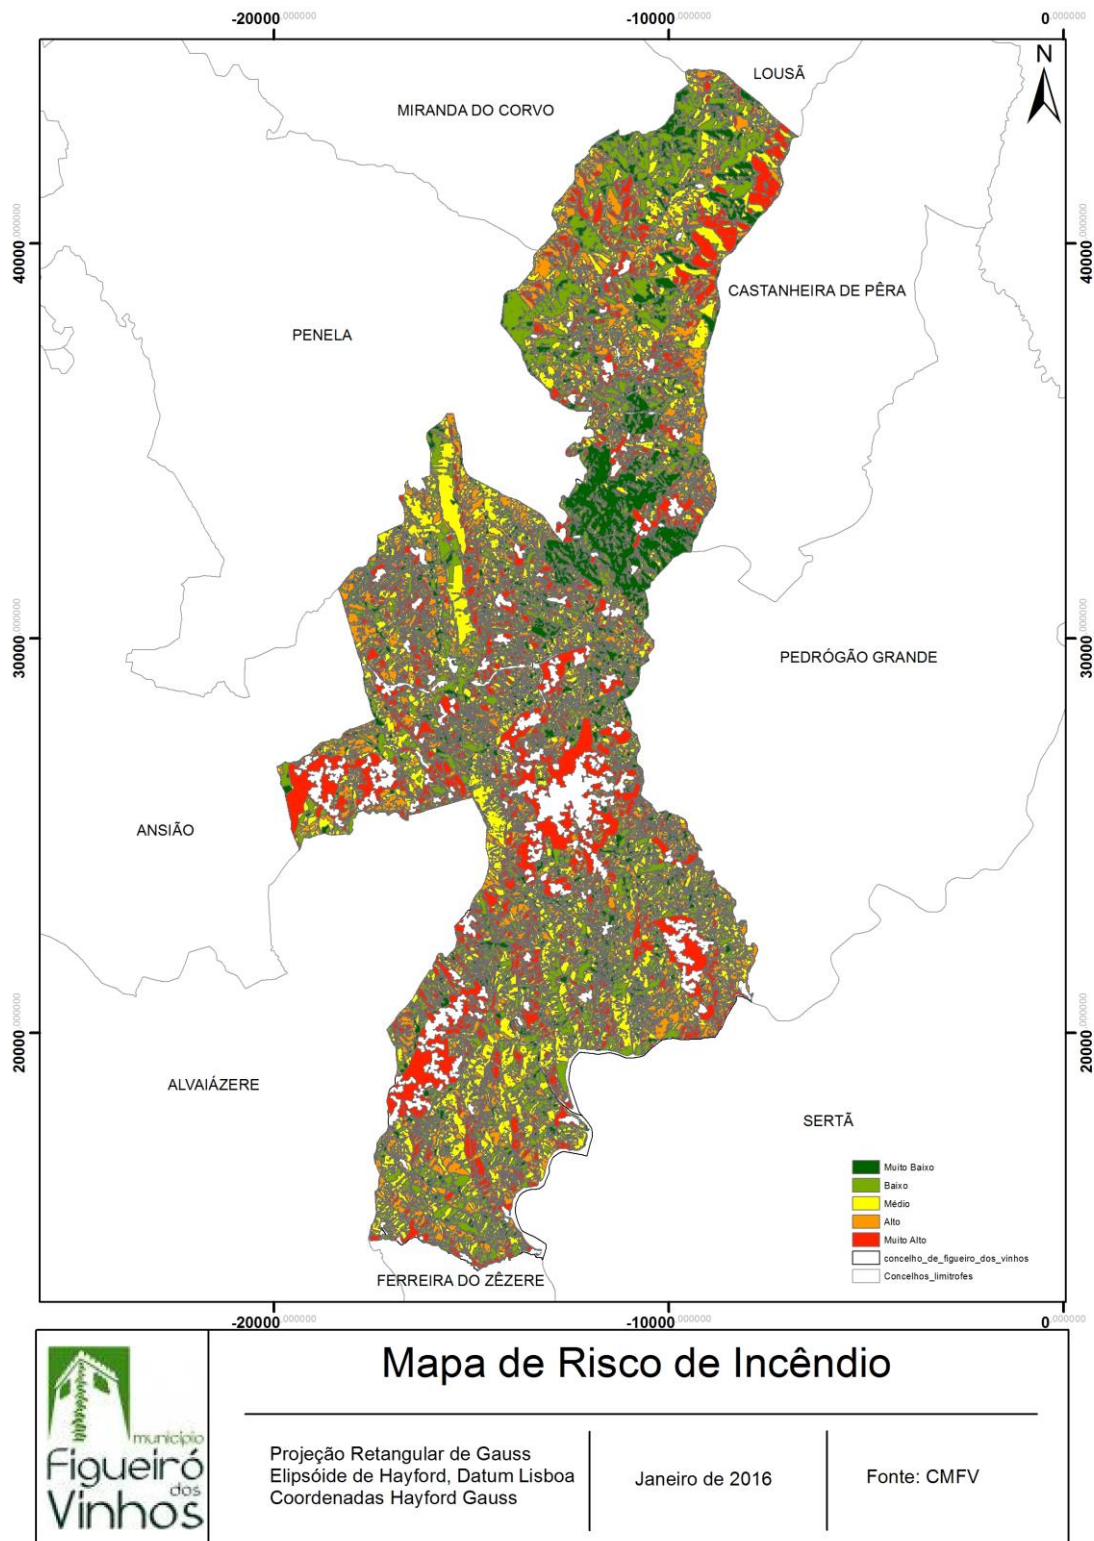 -20000,000000
-10000,000000
0,000000
N
LOUSÃ
MIRANDA DO CORVO
40000,000000
40000,000000
CASTANHEIRA DE PÊRA
PENELA
30000,000000
30000,000000
PEDRÓGÃO GRANDE
ANSIÃO
20000,000000
20000,000000
ALVAIÁZERE
SERTÃ
Muito Baixo
Baixo
Médio
Alto
Muito Alto
concelho_de_figueiro_dos_vinhos
Concelhos_limitrofes
FERREIRA DO ZÊZERE
-20000,000000
-10000,000000
0,000000
Mapa de Risco de Incêndio
município
Figueiró
dos
Vinhos
Projeção Retangular de Gauss
Elipsóide de Hayford, Datum Lisboa
Coordenadas Hayford Gauss
Janeiro de 2016
Fonte: CMFV